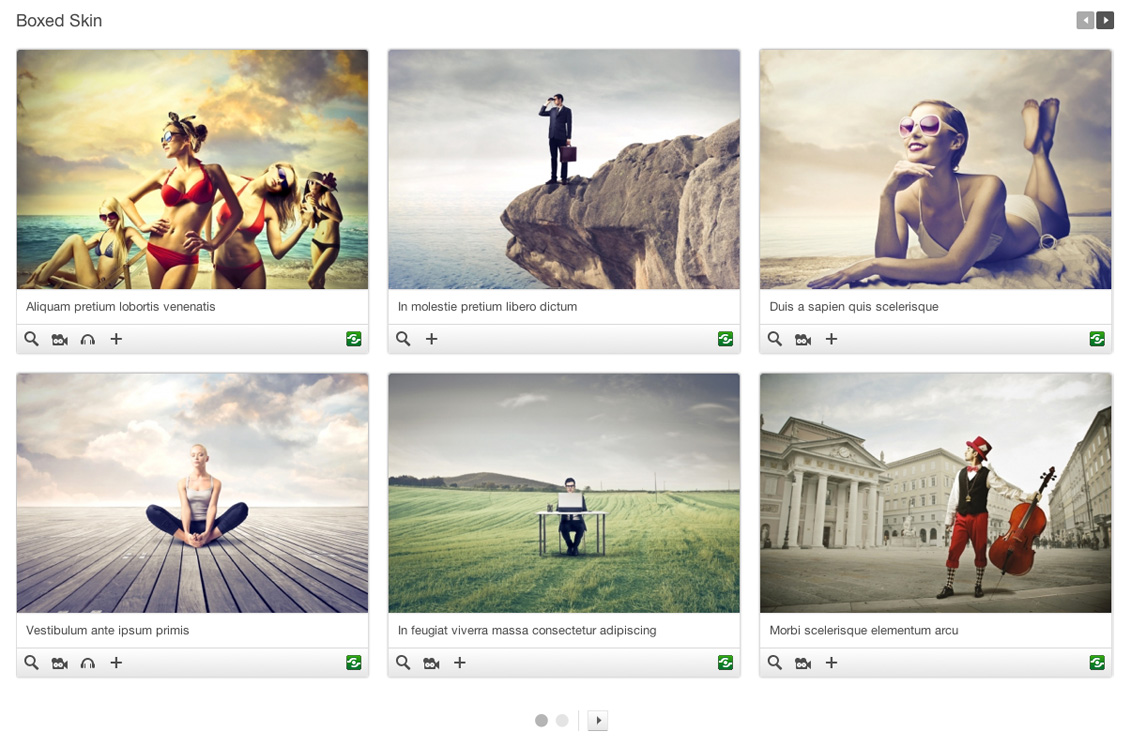 Boxed Skin
Aliquam pretium lobortis venenatis
In molestie pretium libero dictum
Duis a sapien quis scelerisque
Vestibulum ante ipsum primis
In feugiat viverra massa consectetur adipiscing
Morbi scelerisque elementum arcu